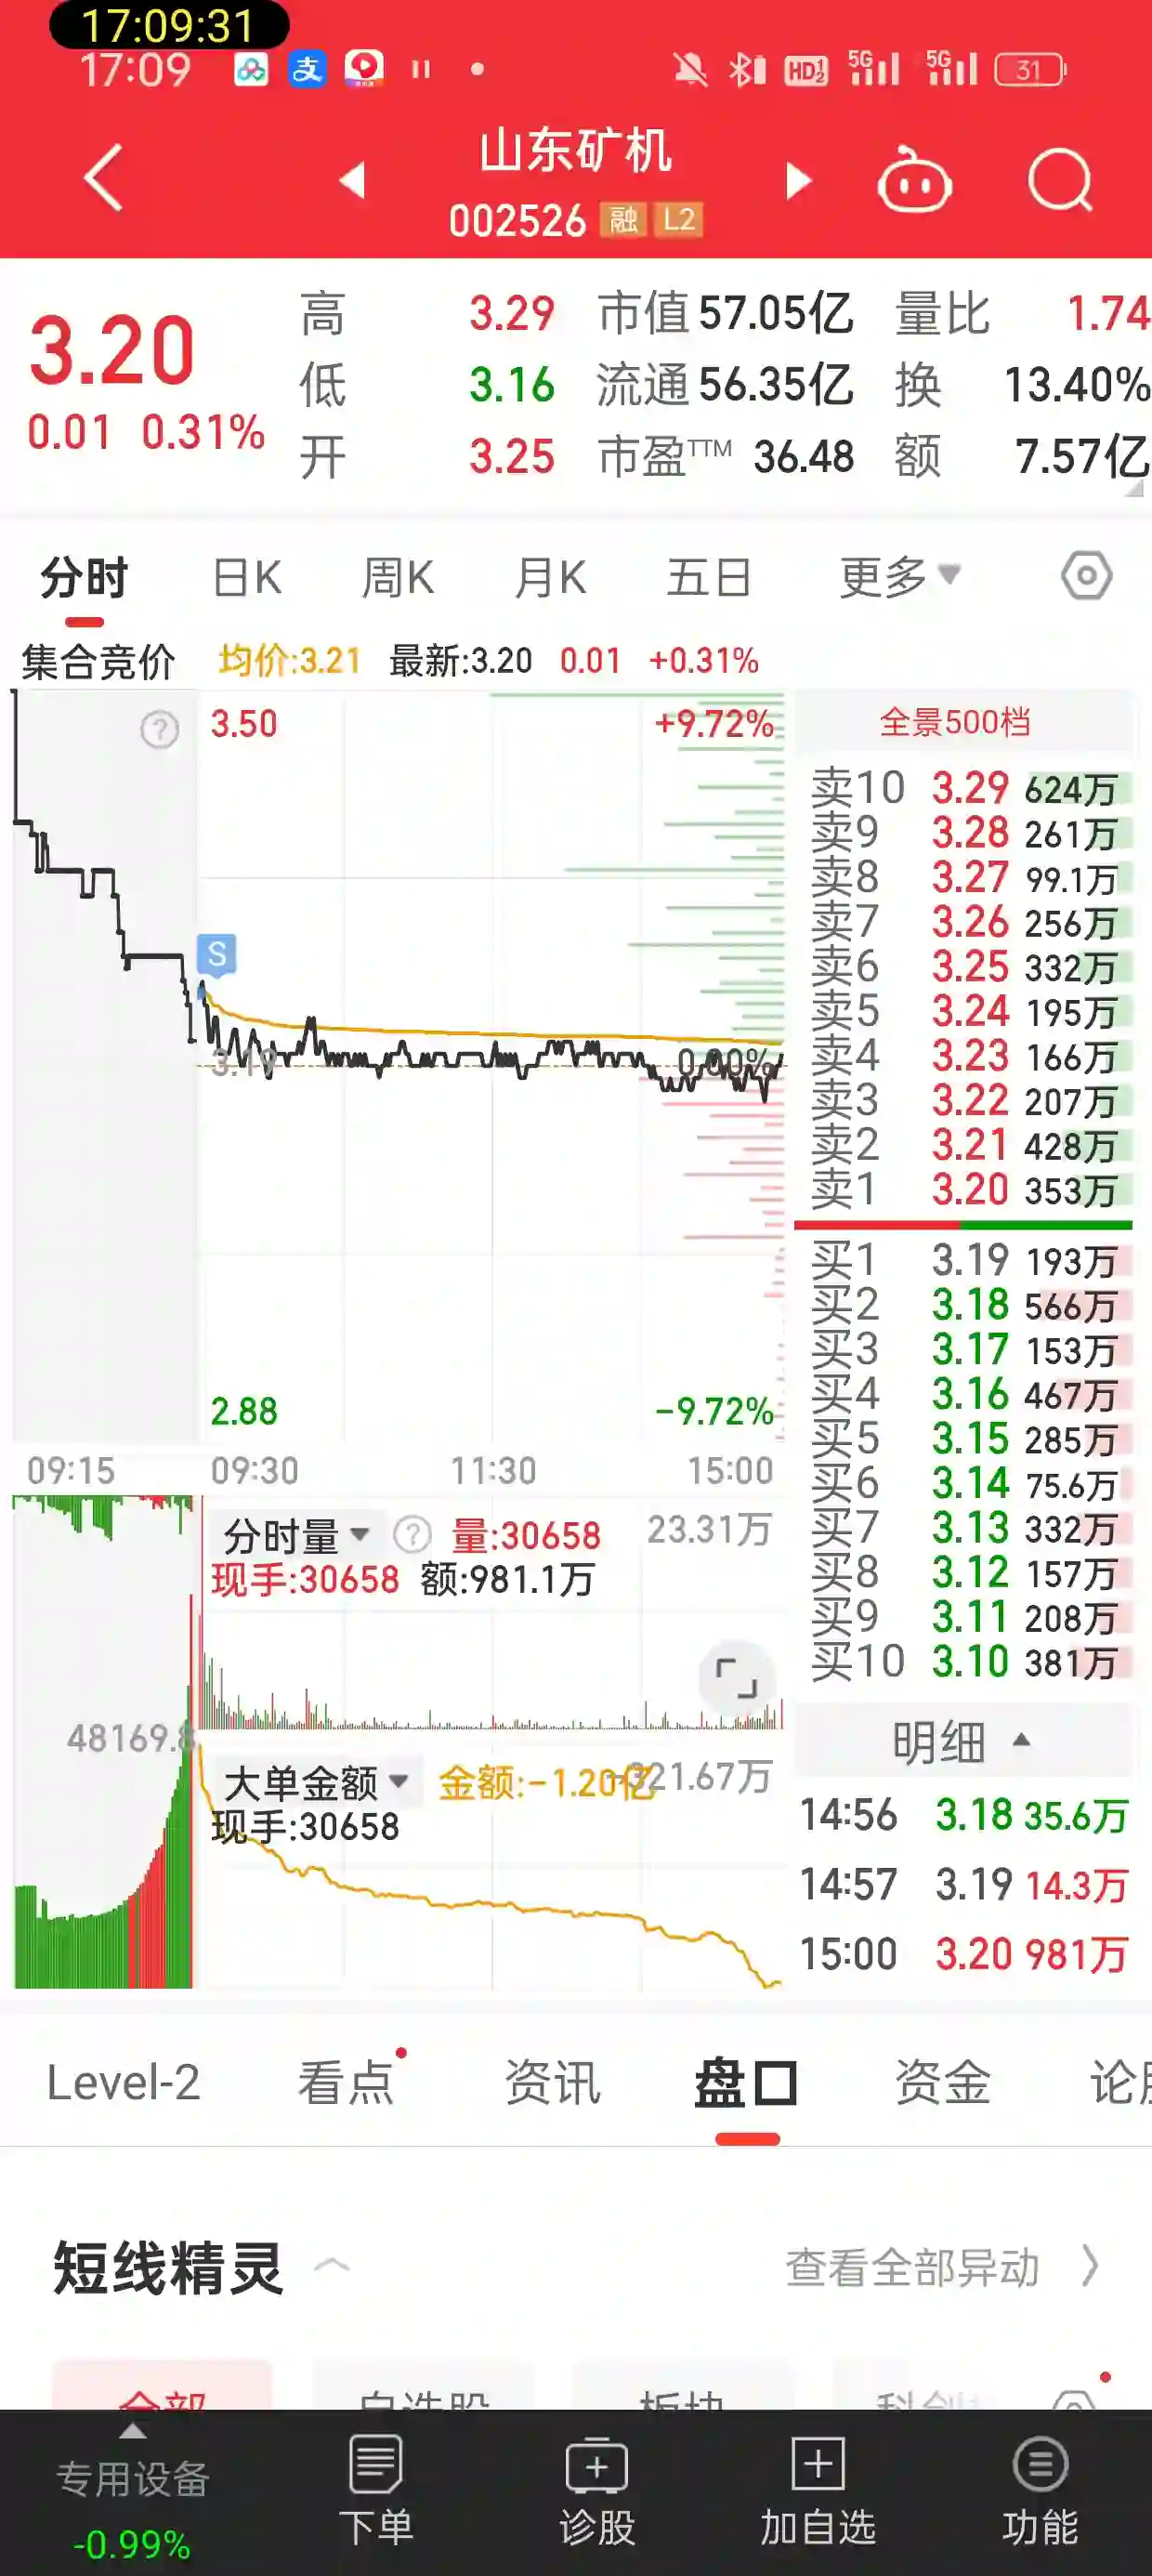 17:09:31
17:09 支 HD1 2 5G 5G 31
山东矿机
002526 融 L2
3.20
0.01 0.31%
高 3.29 市值 57.05亿 量比 1.74
低 3.16 流通 56.35亿 换 13.40%
开 3.25 市盈TTM 36.48 额 7.57亿
分时 日K 周K 月K 五日 更多
集合竞价 均价:3.21 最新:3.20 0.01 +0.31%
? 3.50 +9.72%
S
3.19 0.00%
2.88 -9.72%
09:15 09:30 11:30 15:00
全景500档
卖10 3.29 624万
卖9 3.28 261万
卖8 3.27 99.1万
卖7 3.26 256万
卖6 3.25 332万
卖5 3.24 195万
卖4 3.23 166万
卖3 3.22 207万
卖2 3.21 428万
卖1 3.20 353万
买1 3.19 193万
买2 3.18 566万
买3 3.17 153万
买4 3.16 467万
买5 3.15 285万
买6 3.14 75.6万
买7 3.13 332万
买8 3.12 157万
买9 3.11 208万
买10 3.10 381万
分时量 ? 量:30658 23.31万
现手:30658 额:981.1万
48169.8
大单金额 金额:-1.20亿 -321.67万
现手:30658
明细
14:56 3.18 35.6万
14:57 3.19 14.3万
15:00 3.20 981万
Level-2 看点 资讯 盘口 资金 论股
短线精灵 查看全部异动
全部 自选股 板块 科创
专用设备 下单 诊股 加自选 功能
-0.99%